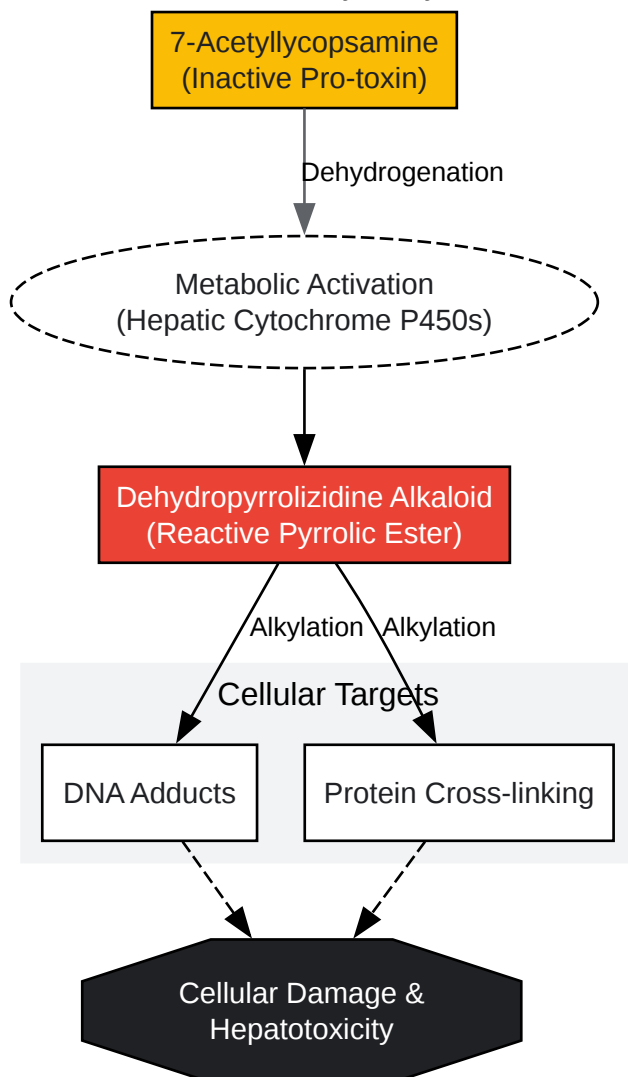 7-Acetyllycopsamine
(Inactive Pro-toxin)
Dehydrogenation
Metabolic Activation
(Hepatic Cytochrome P450s)
Dehydropyrrolizidine Alkaloid
(Reactive Pyrrolic Ester)
Alkylation
Alkylation
Cellular Targets
DNA Adducts
Protein Cross-linking
Cellular Damage &
Hepatotoxicity